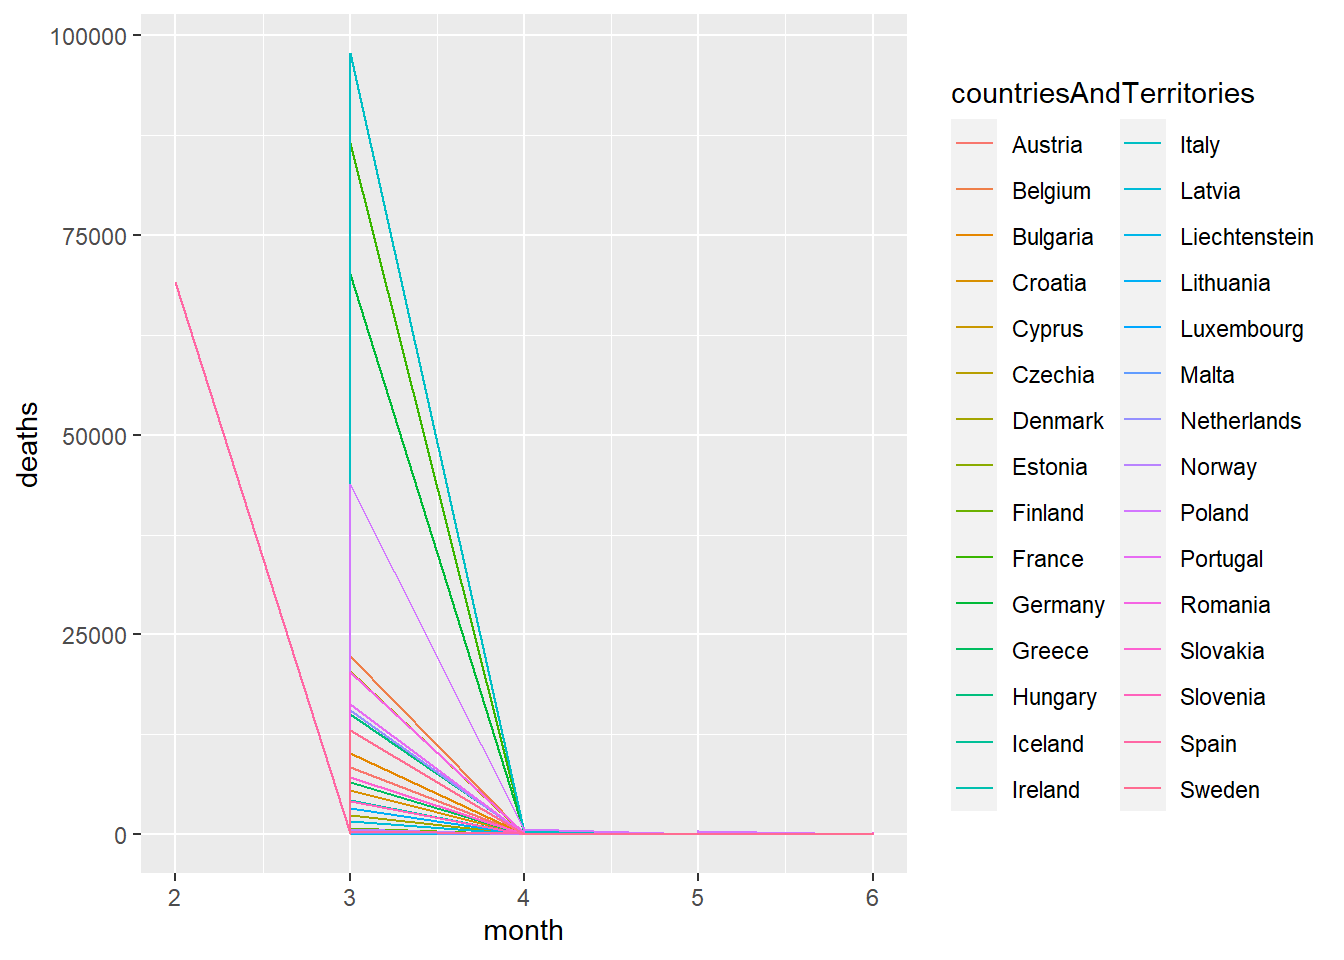 100000
75000
50000
25000
0
deaths
2 3 4 5 6
month
countriesAndTerritories
Austria
Belgium
Bulgaria
Croatia
Cyprus
Czechia
Denmark
Estonia
Finland
France
Germany
Greece
Hungary
Iceland
Ireland
Italy
Latvia
Liechtenstein
Lithuania
Luxembourg
Malta
Netherlands
Norway
Poland
Portugal
Romania
Slovakia
Slovenia
Spain
Sweden